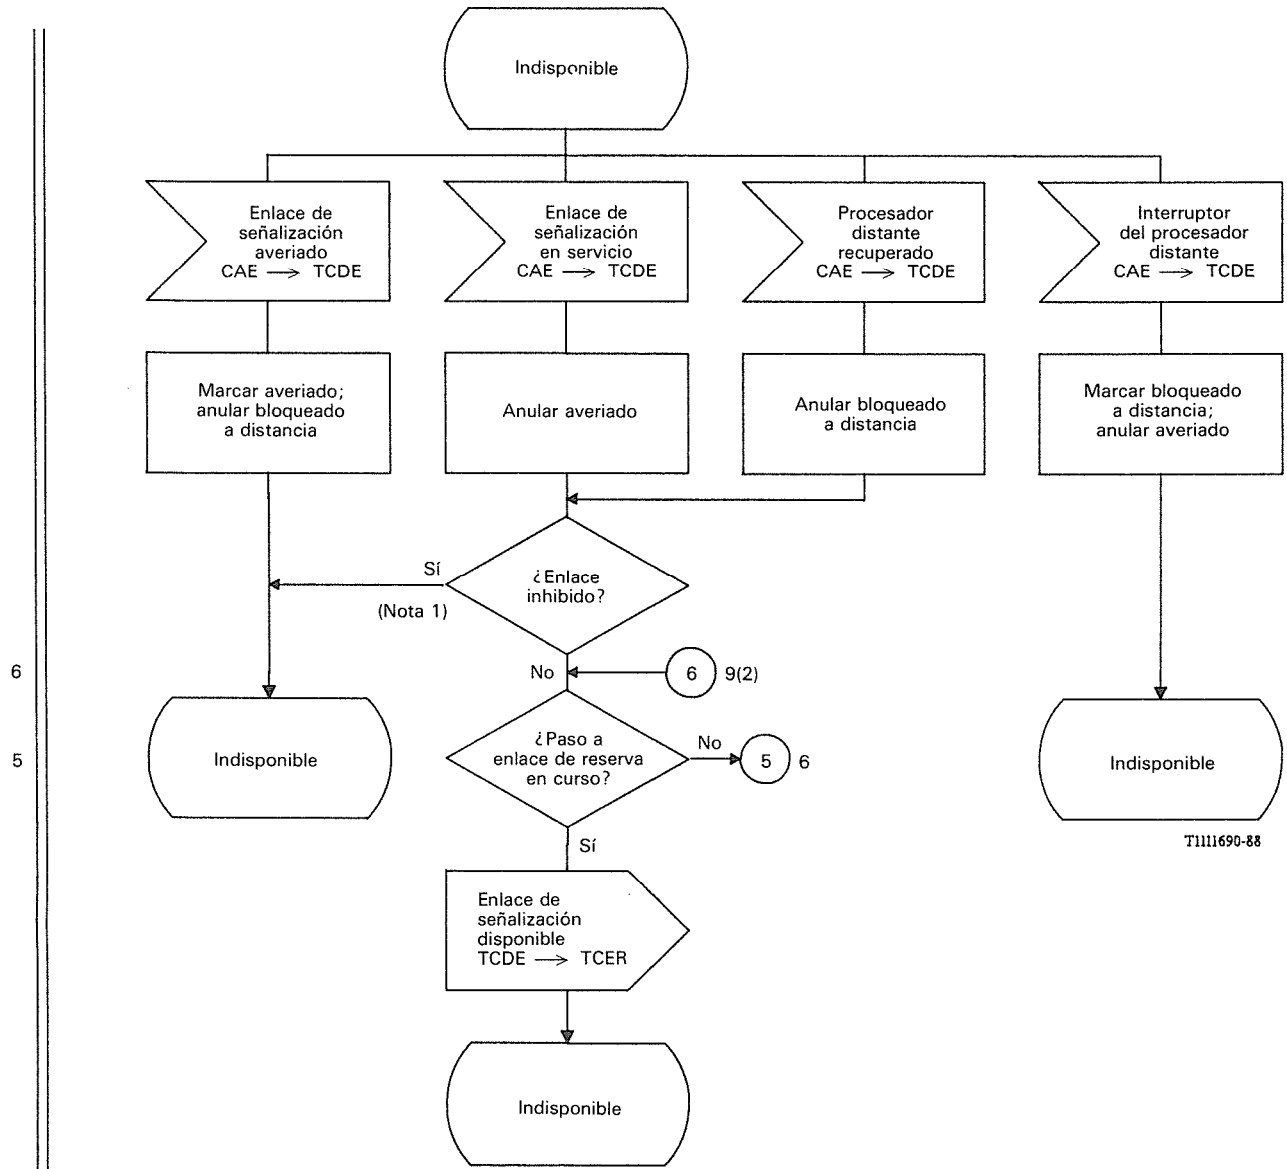 Indisponible
Enlace de
señalización
averiado
CAE → TCDE
Enlace de
señalización
en servicio
CAE → TCDE
Procesador
distante
recuperado
CAE → TCDE
Interruptor
del procesador
distante
CAE → TCDE
Marcar averiado;
anular bloqueado
a distancia
Anular averiado
Anular bloqueado
a distancia
Marcar bloqueado
a distancia;
anular averiado
Sí
(Nota 1)
¿Enlace
inhibido?
6
No
6
9(2)
5
Indisponible
¿Paso a
enlace de reserva
en curso?
No
5
6
Indisponible
T1111690-88
Sí
Enlace de
señalización
disponible
TCDE → TCER
Indisponible